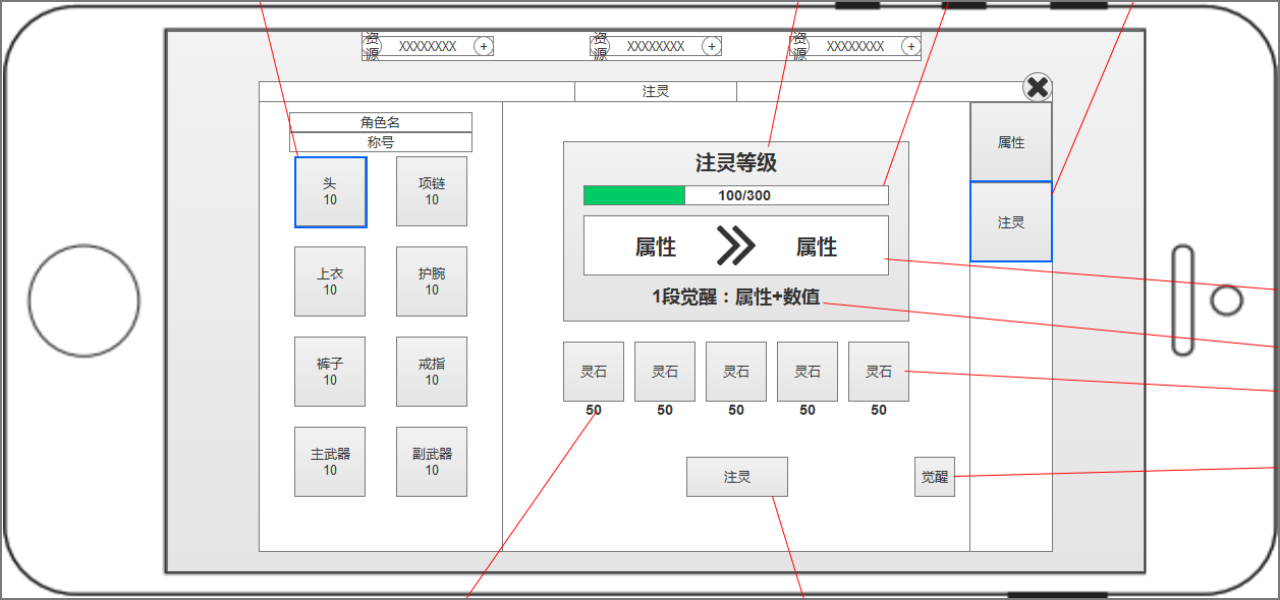 资源 XXXXXXXX + 资源 XXXXXXXX + 资源 XXXXXXXX +
注灵
角色名
称号
头
10
项链
10
上衣
10
护腕
10
裤子
10
戒指
10
主武器
10
副武器
10
注灵等级
100/300
属性 属性
1段觉醒：属性+数值
灵石 灵石 灵石 灵石 灵石
50 50 50 50 50
注灵
觉醒
属性
注灵